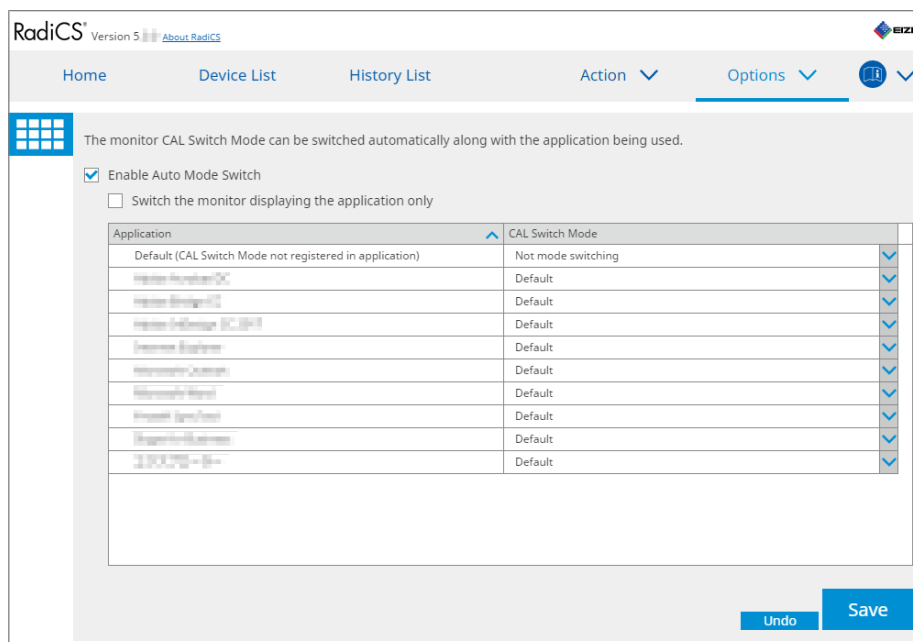 RadiCS® Version 5. About RadiCS
EIZ
Home Device List History List Action Options
The monitor CAL Switch Mode can be switched automatically along with the application being used.
Enable Auto Mode Switch
Switch the monitor displaying the application only
Application CAL Switch Mode
Default (CAL Switch Mode not registered in application) Not mode switching
Default
Default
Default
Default
Default
Default
Default
Default
Default
Undo Save